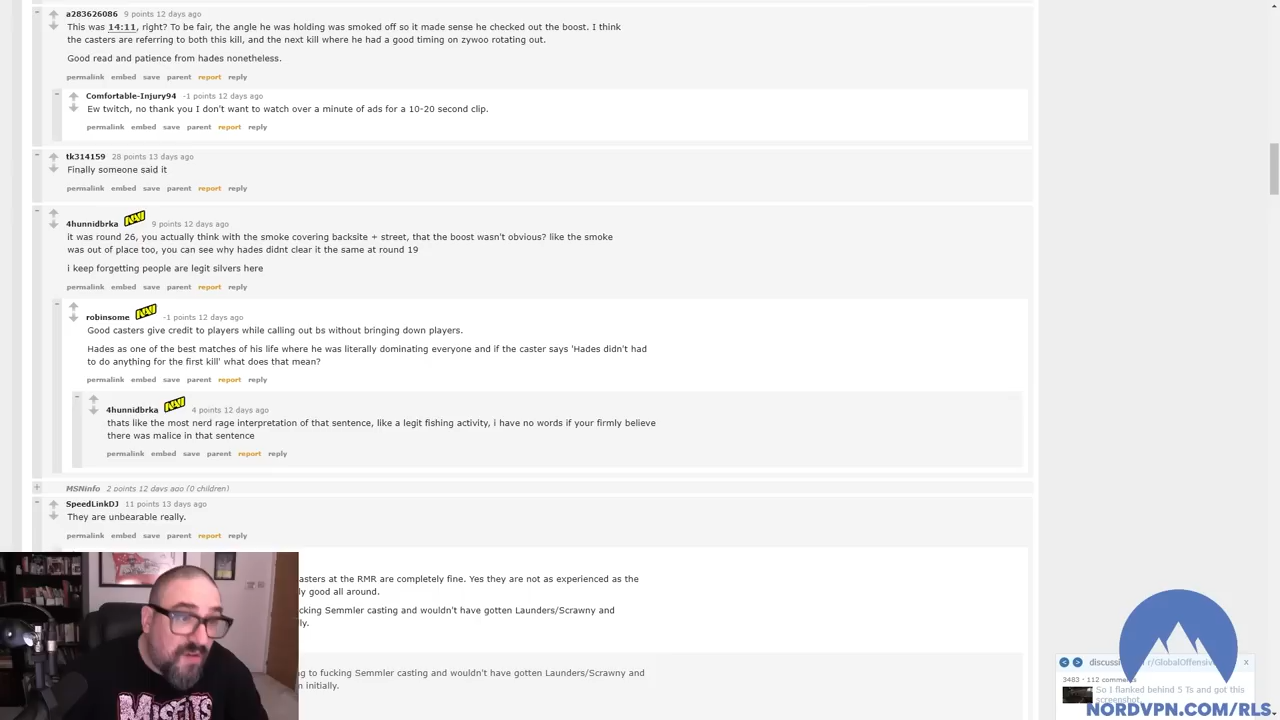 a283626086 9 points 12 days ago
This was 14:11, right? To be fair, the angle he was holding was smoked off so it made sense he checked out the boost. I think
the casters are referring to both this kill, and the next kill where he had a good timing on zywoo rotating out.
Good read and patience from hades nonetheless.
permalink embed save parent report reply
Comfortable-Injury94 -1 points 12 days ago
Ew twitch, no thank you I don't want to watch over a minute of ads for a 10-20 second clip.
permalink embed save parent report reply
tk314159 28 points 13 days ago
Finally someone said it
permalink embed save parent report reply
4hunnidbrka 9 points 12 days ago
it was round 26, you actually think with the smoke covering backsite + street, that the boost wasn't obvious? like the smoke
was out of place too, you can see why hades didnt clear it the same at round 19
i keep forgetting people are legit silvers here
permalink embed save parent report reply
robinsome -1 points 12 days ago
Good casters give credit to players while calling out bs without bringing down players.
Hades as one of the best matches of his life where he was literally dominating everyone and if the caster says 'Hades didn't had
to do anything for the first kill' what does that mean?
permalink embed save parent report reply
4hunnidbrka 4 points 12 days ago
thats like the most nerd rage interpretation of that sentence, like a legit fishing activity, i have no words if your firmly believe
there was malice in that sentence
permalink embed save parent report reply
MSNinfo 2 points 12 days ago (0 children)
SpeedLinkDJ 11 points 13 days ago
They are unbearable really.
permalink embed save parent report reply
asters at the RMR are completely fine. Yes they are not as experienced as the
ly good all around.
cking Semmler casting and wouldn't have gotten Launders/Scrawny and
ly.
ng to fucking Semmler casting and wouldn't have gotten Launders/Scrawny and
n initially.
MISFITS
r/GlobalOffensiv
X
3483 · 112 comments
So I flanked behind 5 Ts and got this
screenshot
NORDVPN.COM/RLS